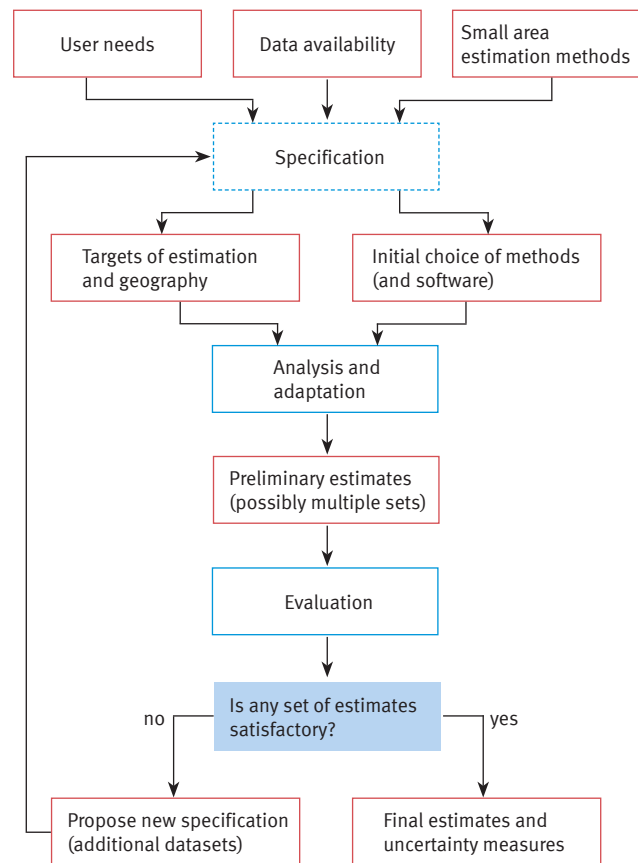 User needs
Data availability
Small area
estimation methods
Specification
Targets of estimation
and geography
Initial choice of methods
(and software)
Analysis and
adaptation
Preliminary estimates
(possibly multiple sets)
Evaluation
Is any set of estimates
satisfactory?
no
yes
Propose new specification
(additional datasets)
Final estimates and
uncertainty measures